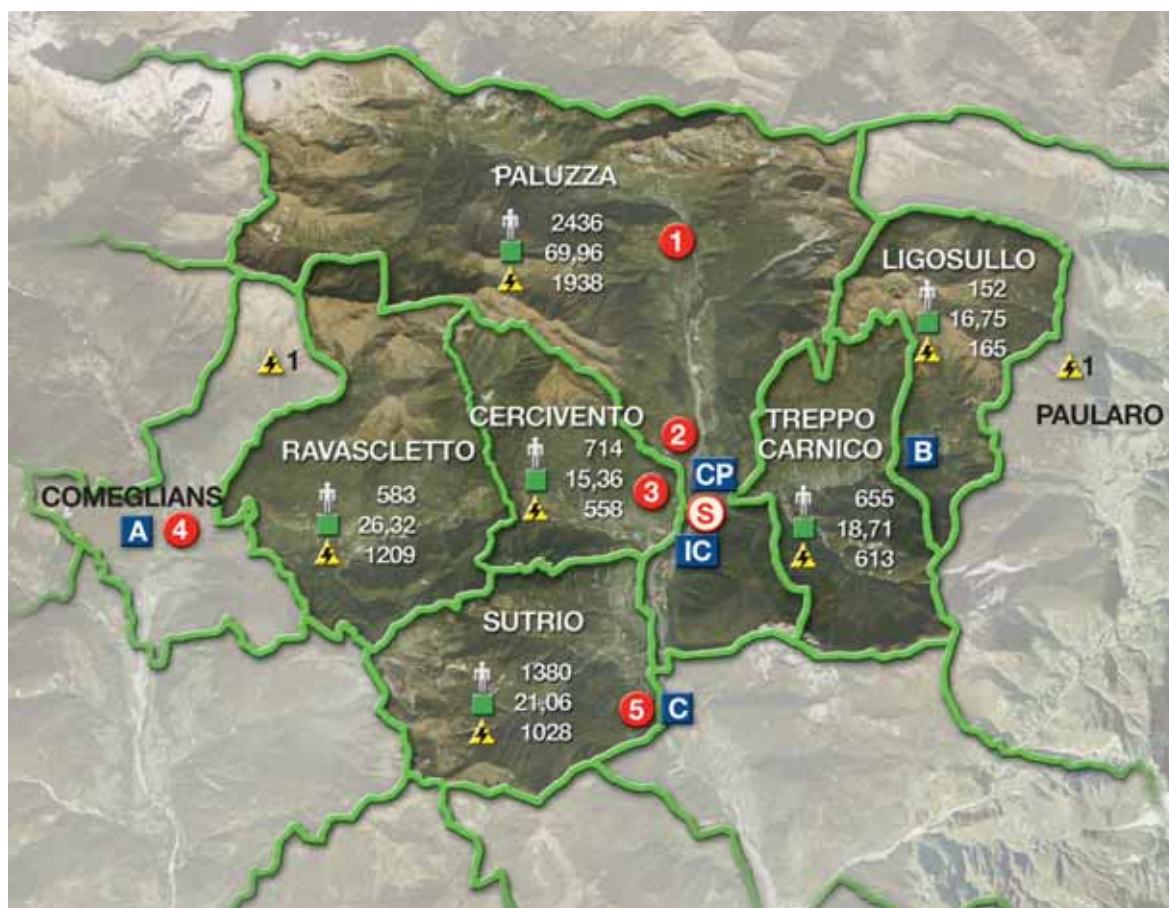 PALUZZA
2436
69,96
1938
1
LIGOSULLO
152
16,75
165
1
1
PAULARO
CERCIVENTO
714
15,36
558
2
3
CP
S
IC
TREPPO
CARNICO
655
18,71
613
B
RAVASCLETTO
583
26,32
1209
COMEGLIANS
A
4
SUTRIO
1380
21,06
1028
5
C